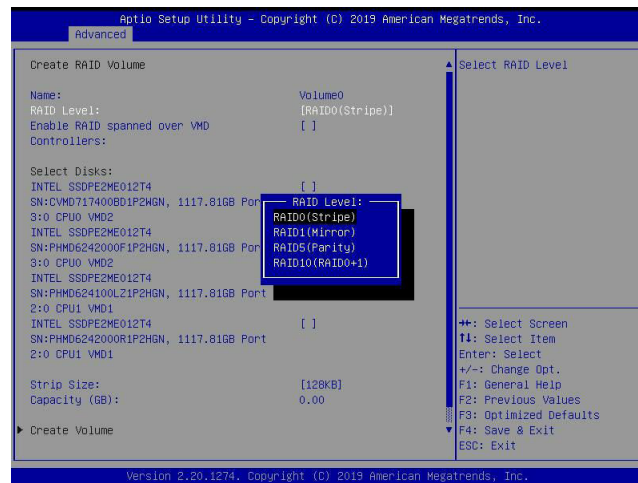 Aptio Setup Utility – Copyright (C) 2019 American Megatrends, Inc.
Advanced
Create RAID Volume
Select RAID Level
Name: Volume0
RAID Level: [RAID0(Stripe)]
Enable RAID spanned over VMD [ ]
Controllers:
Select Disks:
INTEL SSDPE2ME012T4 [ ]
SN:CVMD717400BD1P2WGN, 1117.81GB Por
3:0 CPU0 VMD2
INTEL SSDPE2ME012T4
SN:PHMD6242000F1P2HGN, 1117.81GB Por
3:0 CPU0 VMD2
INTEL SSDPE2ME012T4
SN:PHMD624100LZ1P2HGN, 1117.81GB Port
2:0 CPU1 VMD1
INTEL SSDPE2ME012T4 [ ]
SN:PHMD6242000R1P2HGN, 1117.81GB Port
2:0 CPU1 VMD1
RAID Level:
RAID0(Stripe)
RAID1(Mirror)
RAID5(Parity)
RAID10(RAID0+1)
Strip Size: [128KB]
Capacity (GB): 0.00
Create Volume
→←: Select Screen
↑↓: Select Item
Enter: Select
+/-: Change Opt.
F1: General Help
F2: Previous Values
F3: Optimized Defaults
F4: Save & Exit
ESC: Exit
Version 2.20.1274. Copyright (C) 2019 American Megatrends, Inc.